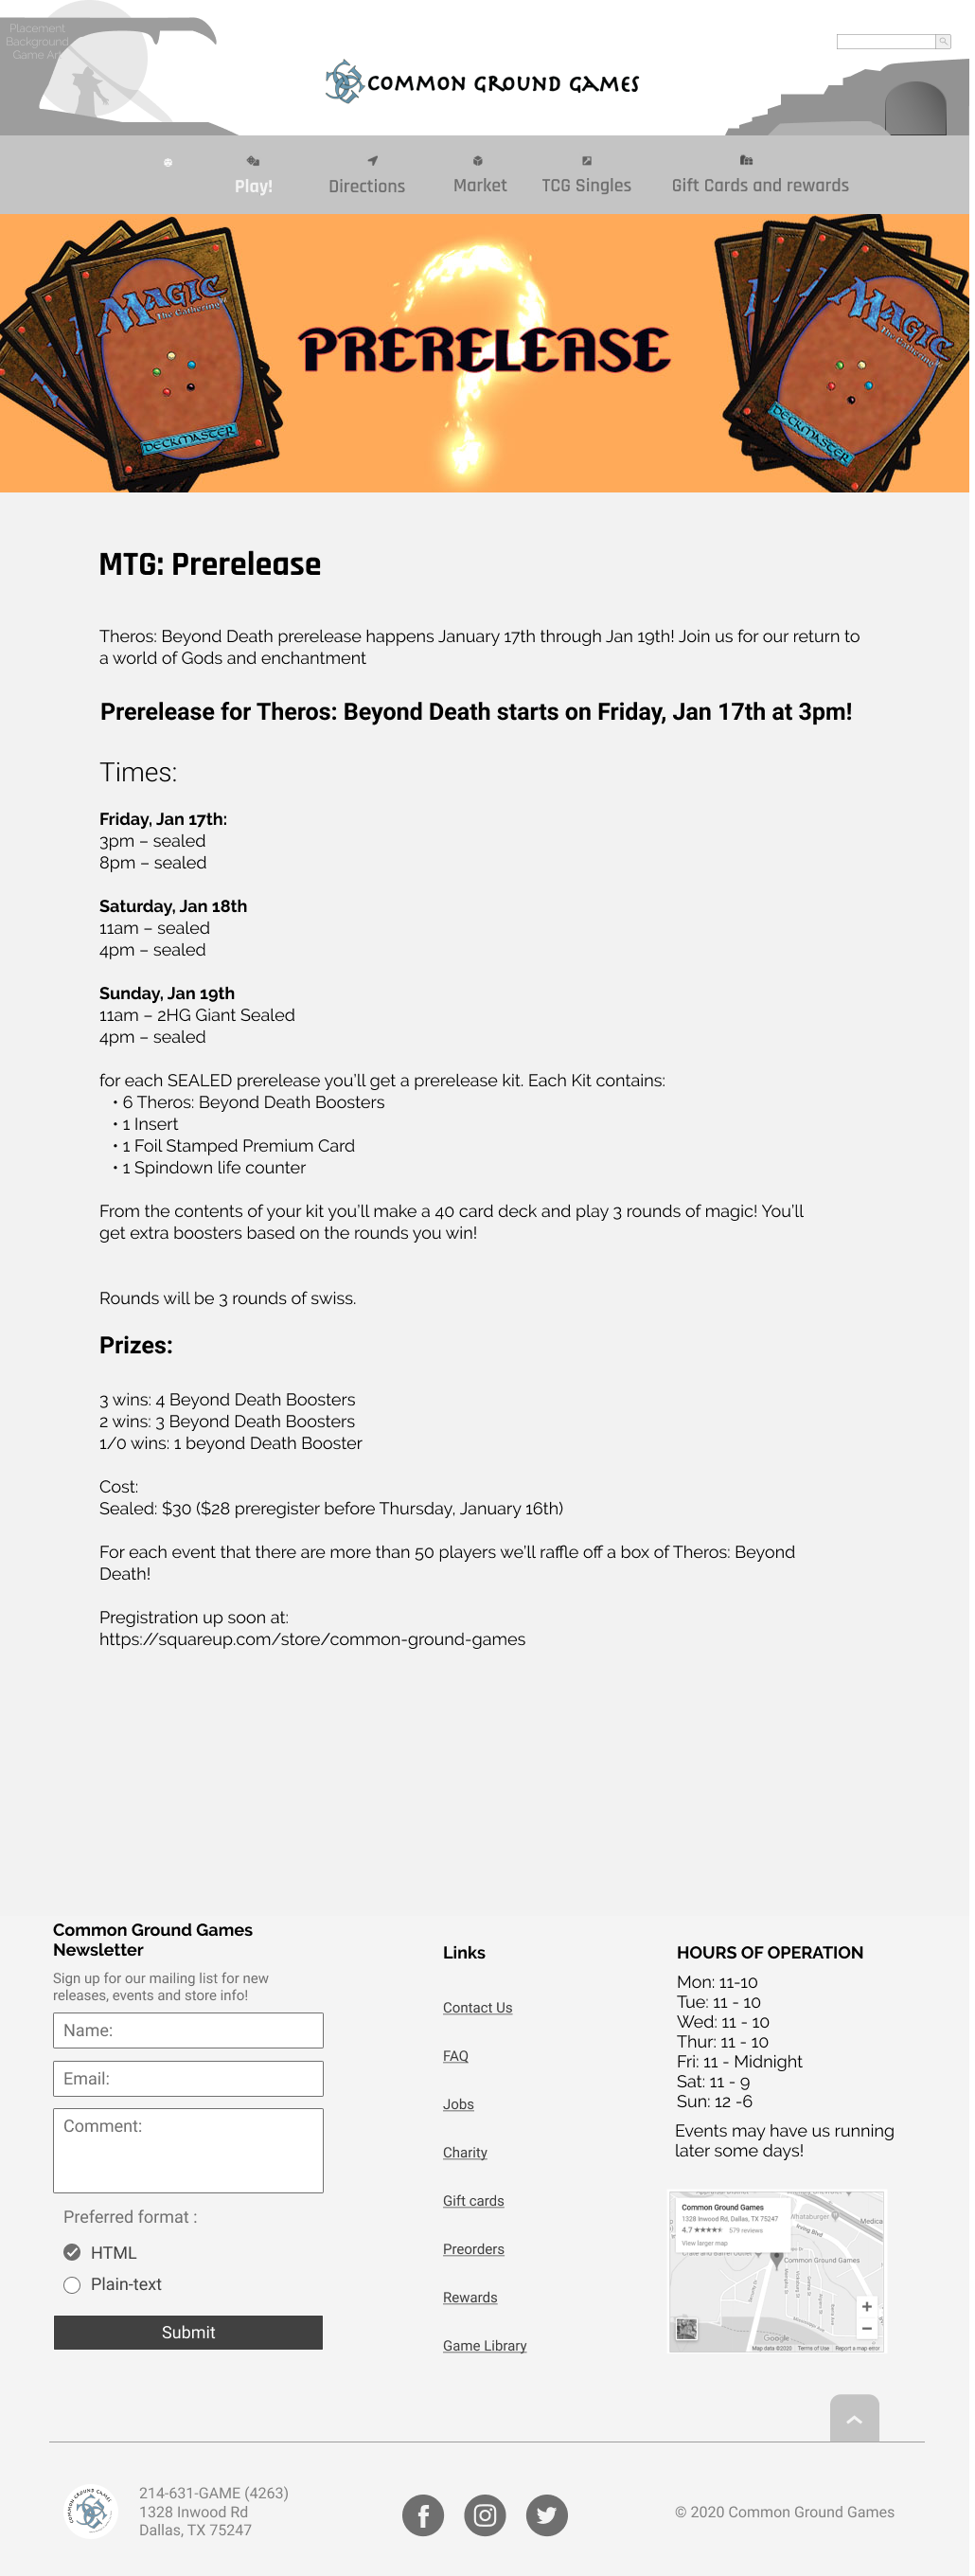 Placement
Background
Game Art
COMMON GROUND GAMES
Play!
Directions
Market
TCG Singles
Gift Cards and rewards
MAGIC
The Gathering
DECKMASTER
PRERELEASE
MAGIC
The Gathering
DECKMASTER
MTG: Prerelease
Theros: Beyond Death prerelease happens January 17th through Jan 19th! Join us for our return to
a world of Gods and enchantment
Prerelease for Theros: Beyond Death starts on Friday, Jan 17th at 3pm!
Times:
Friday, Jan 17th:
3pm – sealed
8pm – sealed
Saturday, Jan 18th
11am – sealed
4pm – sealed
Sunday, Jan 19th
11am – 2HG Giant Sealed
4pm – sealed
for each SEALED prerelease you'll get a prerelease kit. Each Kit contains:
• 6 Theros: Beyond Death Boosters
• 1 Insert
• 1 Foil Stamped Premium Card
• 1 Spindown life counter
From the contents of your kit you'll make a 40 card deck and play 3 rounds of magic! You'll
get extra boosters based on the rounds you win!
Rounds will be 3 rounds of swiss.
Prizes:
3 wins: 4 Beyond Death Boosters
2 wins: 3 Beyond Death Boosters
1/0 wins: 1 beyond Death Booster
Cost:
Sealed: $30 ($28 preregister before Thursday, January 16th)
For each event that there are more than 50 players we'll raffle off a box of Theros: Beyond
Death!
Pregistration up soon at:
https://squareup.com/store/common-ground-games
Common Ground Games
Newsletter
Sign up for our mailing list for new
releases, events and store info!
Name:
Email:
Comment:
Preferred format :
HTML
Plain-text
Submit
Links
Contact Us
FAQ
Jobs
Charity
Gift cards
Preorders
Rewards
Game Library
HOURS OF OPERATION
Mon: 11-10
Tue: 11 - 10
Wed: 11 - 10
Thur: 11 - 10
Fri: 11 - Midnight
Sat: 11 - 9
Sun: 12 -6
Events may have us running
later some days!
Common Ground Games
1328 Inwood Rd, Dallas, TX 75247
4.7 ★★★★★ 579 reviews
View larger map
Whataburger
Irving Blvd
Medica
Crate and Barrel Outlet
Common Ground Games
Google
Map data ©2020 Terms of Use Report a map error
COMMON GROUND GAMES
214-631-GAME (4263)
1328 Inwood Rd
Dallas, TX 75247
© 2020 Common Ground Games